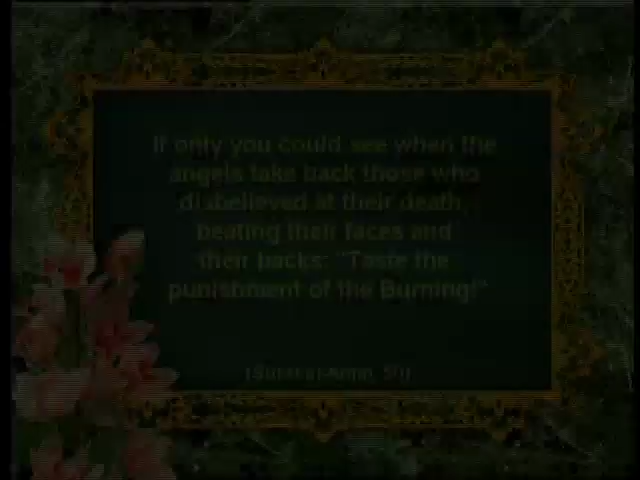 If only you could see when the
angels take back those who
disbelieved at their death,
beating their faces and
their backs: "Taste the
punishment of the Burning!"
(Surat al-Anfal, 50)